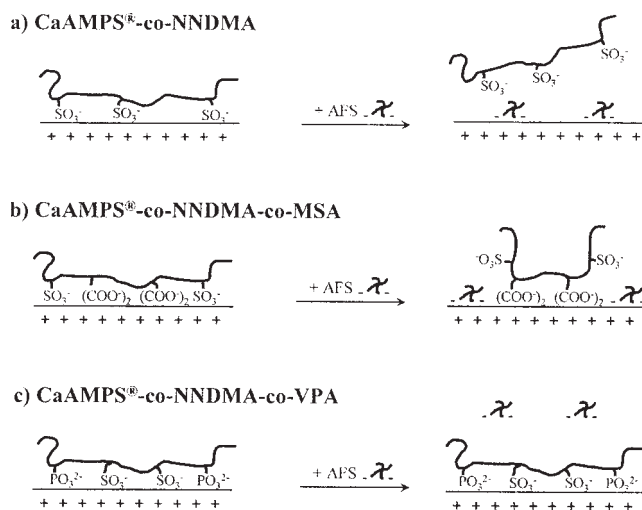 a) CaAMPS®-co-NNDMA
SO₃⁻ SO₃⁻ SO₃⁻
+ + + + + + + + + +
+ AFS
SO₃⁻ SO₃⁻ SO₃⁻
+ + + + + + + + + +
b) CaAMPS®-co-NNDMA-co-MSA
SO₃⁻ (COO⁻)₂ (COO⁻)₂ SO₃⁻
+ + + + + + + + + +
+ AFS
⁻O₃S SO₃⁻
(COO⁻)₂ (COO⁻)₂
+ + + + + + + + + +
c) CaAMPS®-co-NNDMA-co-VPA
PO₃²⁻ SO₃⁻ SO₃⁻ PO₃²⁻
+ + + + + + + + + +
+ AFS
PO₃²⁻ SO₃⁻ SO₃⁻ PO₃²⁻
+ + + + + + + + + +